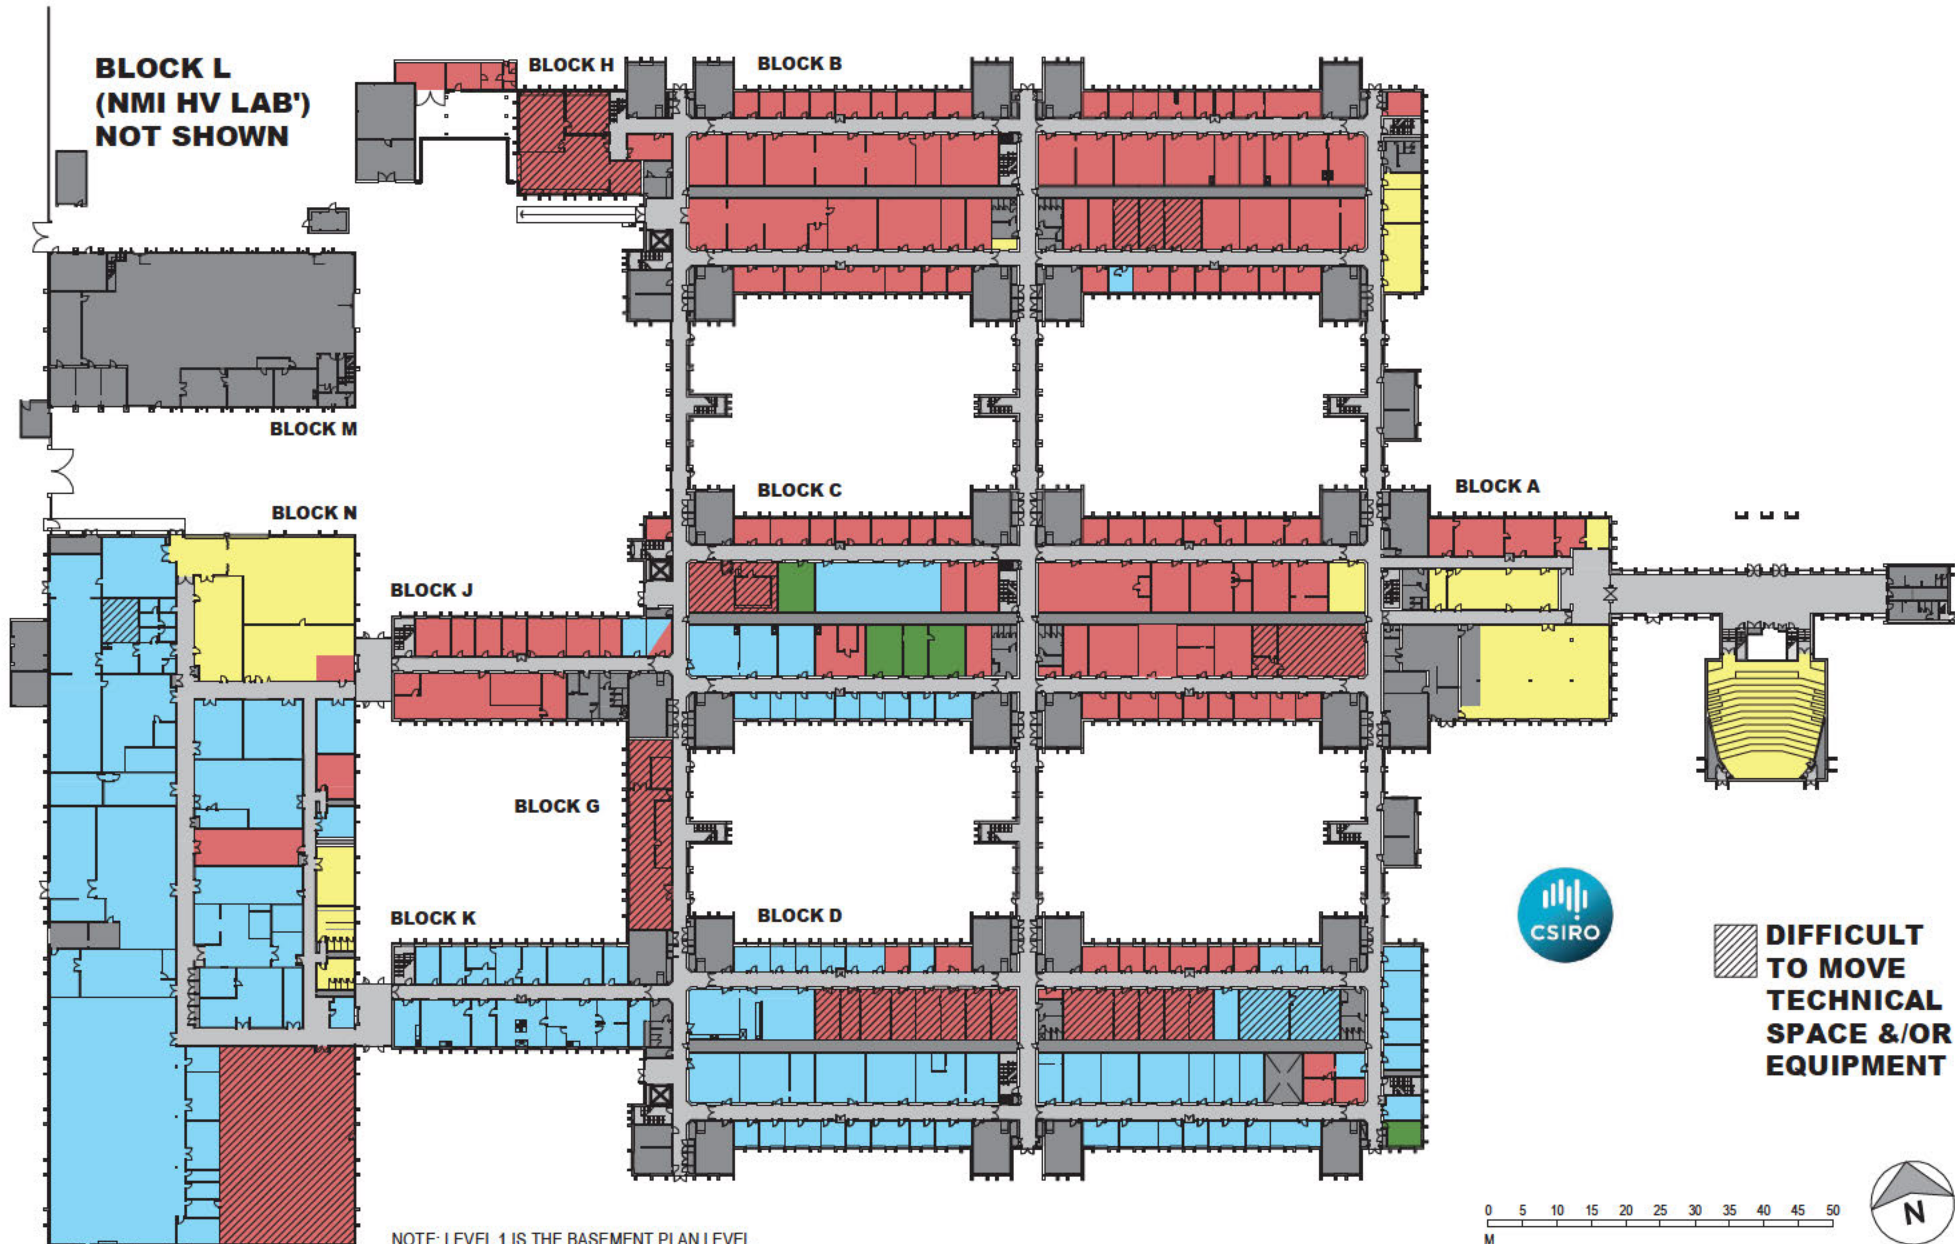 BLOCK L
(NMI HV LAB')
NOT SHOWN
BLOCK H
BLOCK B
BLOCK M
BLOCK N
BLOCK C
BLOCK A
BLOCK J
BLOCK G
BLOCK K
BLOCK D
CSIRO
DIFFICULT
TO MOVE
TECHNICAL
SPACE &/OR
EQUIPMENT
0 5 10 15 20 25 30 35 40 45 50
M
N
NOTE: LEVEL 1 IS THE BASEMENT PLAN LEVEL